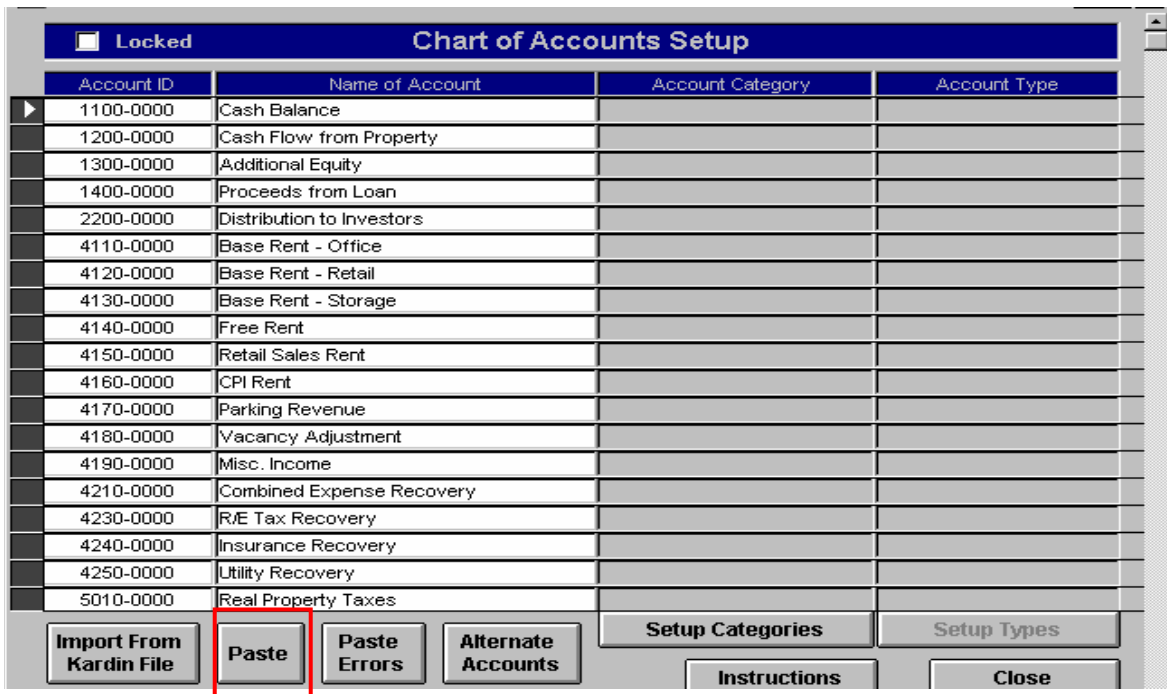 Locked Chart of Accounts Setup
Account ID Name of Account Account Category Account Type
1100-0000 Cash Balance
1200-0000 Cash Flow from Property
1300-0000 Additional Equity
1400-0000 Proceeds from Loan
2200-0000 Distribution to Investors
4110-0000 Base Rent - Office
4120-0000 Base Rent - Retail
4130-0000 Base Rent - Storage
4140-0000 Free Rent
4150-0000 Retail Sales Rent
4160-0000 CPI Rent
4170-0000 Parking Revenue
4180-0000 Vacancy Adjustment
4190-0000 Misc. Income
4210-0000 Combined Expense Recovery
4230-0000 R/E Tax Recovery
4240-0000 Insurance Recovery
4250-0000 Utility Recovery
5010-0000 Real Property Taxes
Import From
Kardin File
Paste
Paste
Errors
Alternate
Accounts
Setup Categories
Setup Types
Instructions
Close